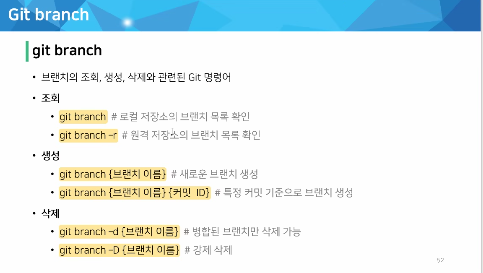 Git branch
git branch
• 브랜치의 조회, 생성, 삭제와 관련된 Git 명령어
• 조회
• git branch # 로컬 저장소의 브랜치 목록 확인
• git branch –r # 원격 저장소의 브랜치 목록 확인
• 생성
• git branch {브랜치 이름} # 새로운 브랜치 생성
• git branch {브랜치 이름} {커밋 ID} # 특정 커밋 기준으로 브랜치 생성
• 삭제
• git branch –d {브랜치 이름} # 병합된 브랜치만 삭제 가능
• git branch –D {브랜치 이름} # 강제 삭제
52